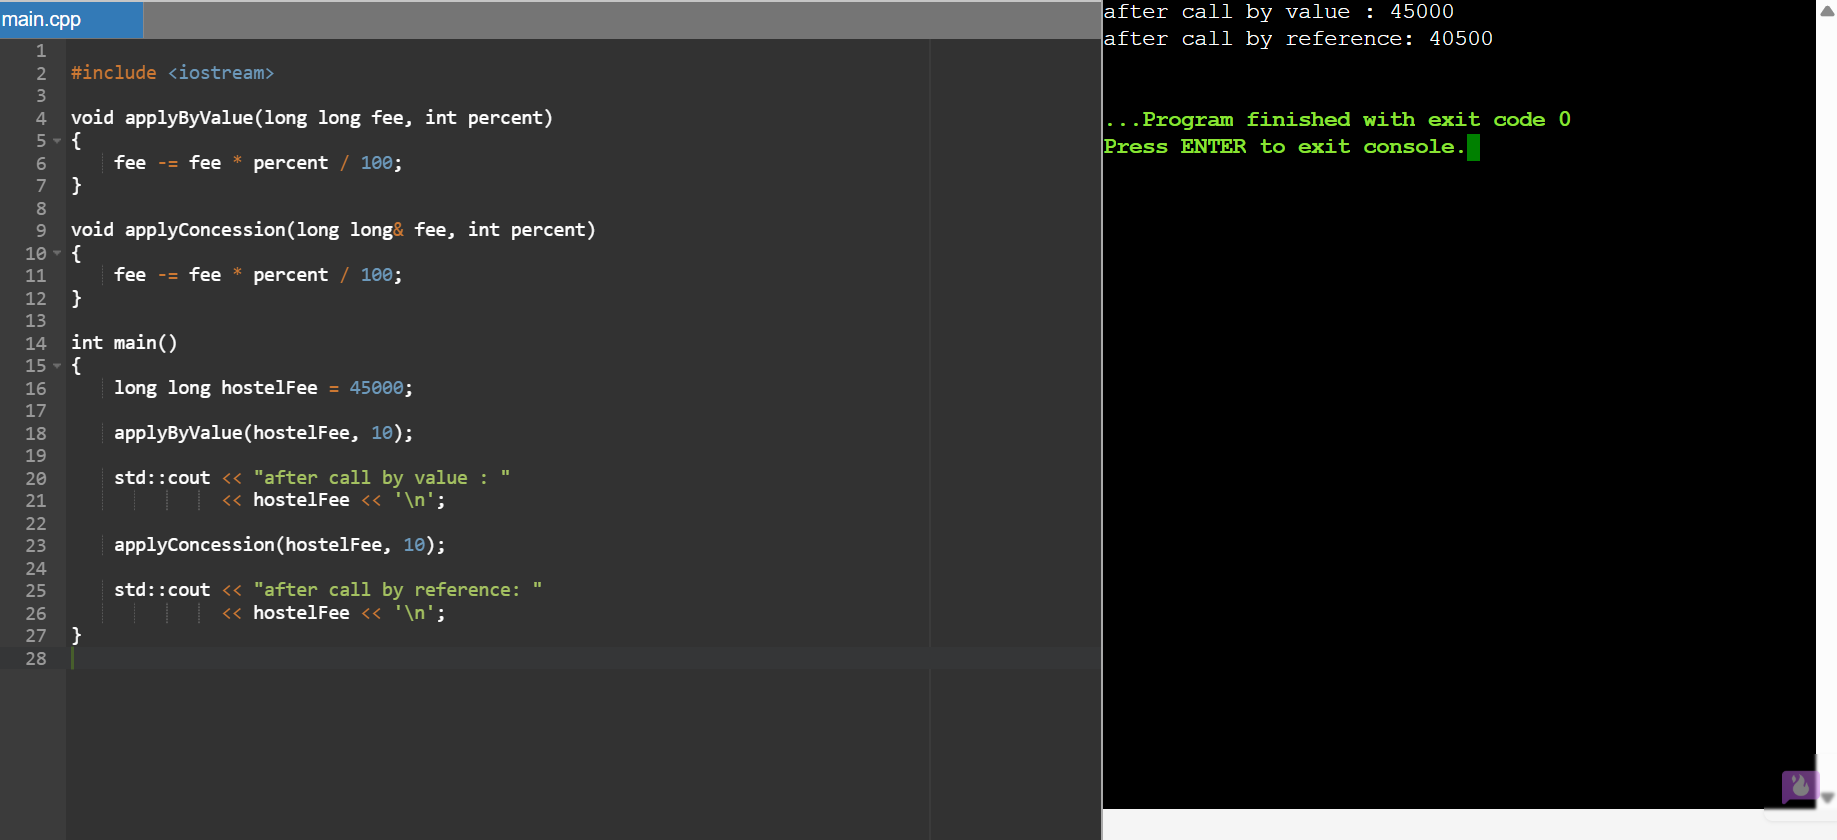 main.cpp
1
2 #include <iostream>
3
4 void applyByValue(long long fee, int percent)
5 {
6     fee -= fee * percent / 100;
7 }
8
9 void applyConcession(long long& fee, int percent)
10 {
11     fee -= fee * percent / 100;
12 }
13
14 int main()
15 {
16     long long hostelFee = 45000;
17
18     applyByValue(hostelFee, 10);
19
20     std::cout << "after call by value : "
21               << hostelFee << '\n';
22
23     applyConcession(hostelFee, 10);
24
25     std::cout << "after call by reference: "
26               << hostelFee << '\n';
27 }
28
after call by value : 45000
after call by reference: 40500
...Program finished with exit code 0
Press ENTER to exit console.